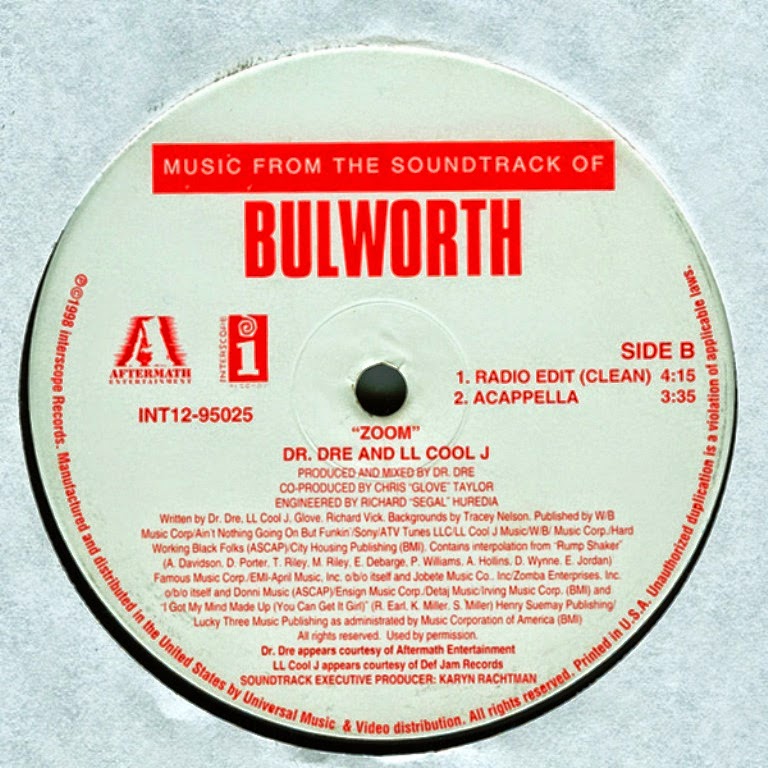 MUSIC FROM THE SOUNDTRACK OF
BULWORTH
A
AFTERMATH
ENTERTAINMENT
INTERSCOPE
i
RECORDS
INT12-95025
SIDE B
1. RADIO EDIT (CLEAN) 4:15
2. ACAPPELLA 3:35
"ZOOM"
DR. DRE AND LL COOL J
PRODUCED AND MIXED BY DR. DRE
CO-PRODUCED BY CHRIS "GLOVE" TAYLOR
ENGINEERED BY RICHARD "SEGAL" HUREDIA
Written by Dr. Dre, LL Cool J, Glove, Richard Vick. Backgrounds by Tracey Nelson. Published by W/B
Music Corp/Ain't Nothing Going On But Funkin'/Sony/ATV Tunes LLC/LL Cool J Music/W/B/ Music Corp./Hard
Working Black Folks (ASCAP)/City Housing Publishing (BMI). Contains interpolation from "Rump Shaker"
(A. Davidson, D. Porter, T. Riley, M. Riley, E. Debarge, P. Williams, A. Hollins, D. Wynne, E. Jordan)
Famous Music Corp./EMI-April Music, Inc. o/b/o itself and Jobete Music Co., Inc/Zomba Enterprises, Inc.
o/b/o itself and Donni Music (ASCAP)/Ensign Music Corp./Detaj Music/Irving Music Corp. (BMI) and
"I Got My Mind Made Up (You Can Get It Girl)" (R. Earl, K. Miller, S. Miller) Henry Suemay Publishing/
Lucky Three Music Publishing as administrated by Music Corporation of America (BMI)
All rights reserved. Used by permission.
Dr. Dre appears courtesy of Aftermath Entertainment
LL Cool J appears courtesy of Def Jam Records
SOUNDTRACK EXECUTIVE PRODUCER: KARYN RACHTMAN
℗©1998 Interscope Records. Manufactured and distributed in the United States by Universal Music & Video distribution. All rights reserved. Printed in U.S.A. Unauthorized duplication is a violation of applicable laws.